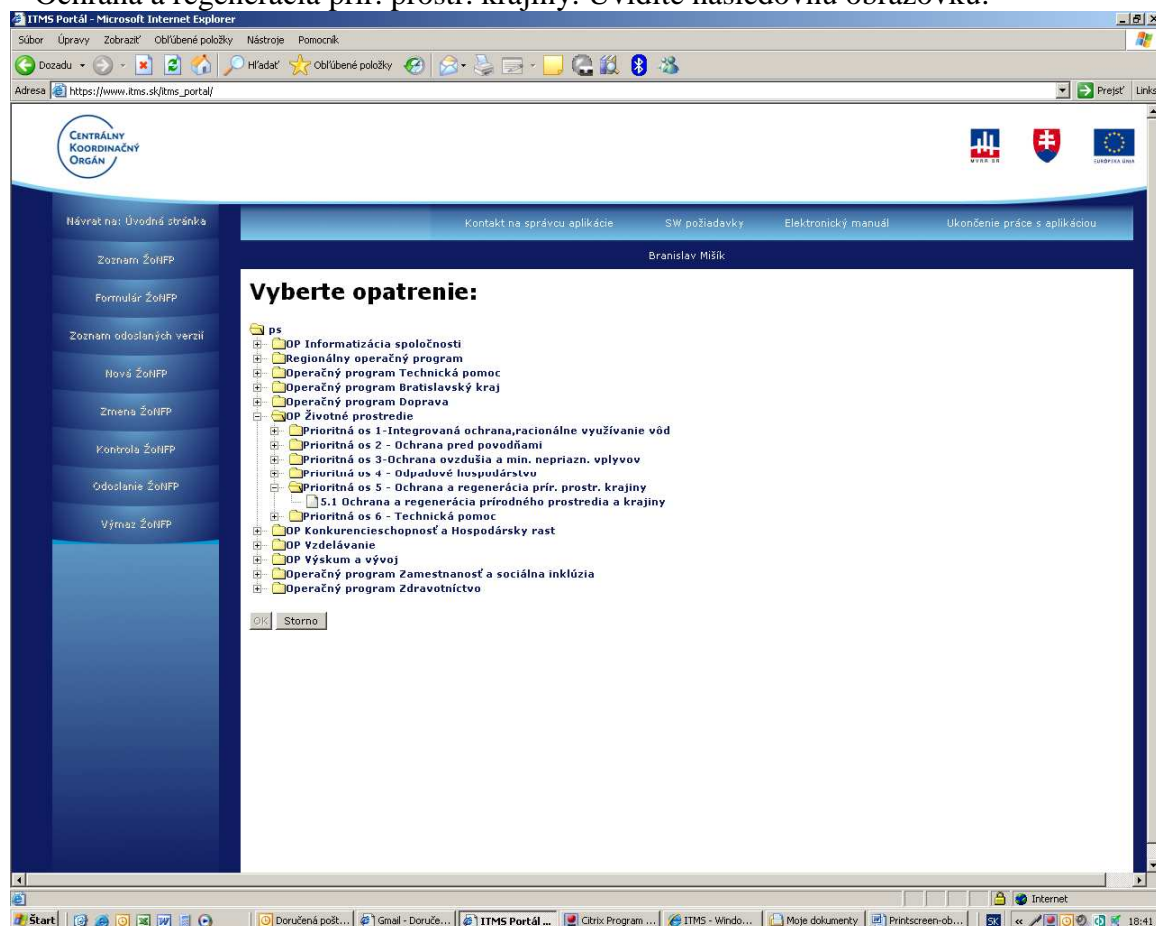 Ochrana a regenerácia prír. prostr. krajiny. Uvidíte následovnú obrazovku:
ITMS Portál - Microsoft Internet Explorer
Súbor Úpravy Zobraziť Obľúbené položky Nástroje Pomocník
Dozadu Hľadať Obľúbené položky
Adresa https://www.itms.sk/itms_portal/ Prejsť Links
CENTRÁLNY
KOORDINAČNÝ
ORGÁN
MVRR SR
EURÓPSKA ÚNIA
Návrat na: Úvodná stránka
Kontakt na správcu aplikácie SW požiadavky Elektronický manuál Ukončenie práce s aplikáciou
Zoznam ŽoNFP
Branislav Mišík
Formulár ŽoNFP
Zoznam odoslaných verzií
Nová ŽoNFP
Zmena ŽoNFP
Kontrola ŽoNFP
Odoslanie ŽoNFP
Výmaz ŽoNFP
Vyberte opatrenie:
ps
OP Informatizácia spoločnosti
Regionálny operačný program
Operačný program Technická pomoc
Operačný program Bratislavský kraj
Operačný program Doprava
OP Životné prostredie
Prioritná os 1-Integrovaná ochrana,racionálne využívanie vôd
Prioritná os 2 - Ochrana pred povodňami
Prioritná os 3-Ochrana ovzdušia a min. nepriazn. vplyvov
Prioritná os 4 - Odpadové hospodárstvo
Prioritná os 5 - Ochrana a regenerácia prír. prostr. krajiny
5.1 Ochrana a regenerácia prírodného prostredia a krajiny
Prioritná os 6 - Technická pomoc
OP Konkurencieschopnosť a Hospodársky rast
OP Vzdelávanie
OP Výskum a vývoj
Operačný program Zamestnanosť a sociálna inklúzia
Operačný program Zdravotníctvo
OK Storno
Internet
Štart Doručená pošt... Gmail - Doruče... ITMS Portál ... Citrix Program ... ITMS - Windo... Moje dokumenty Printscreen-ob... SK 18:41